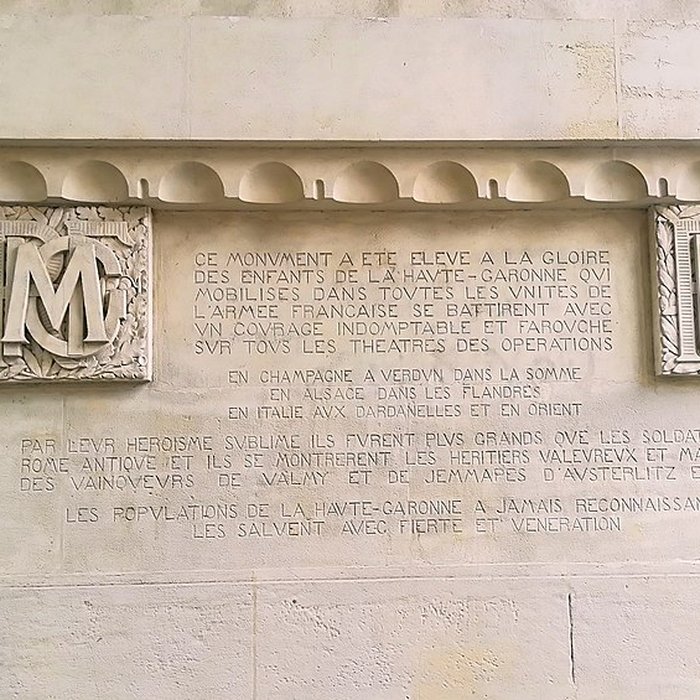 CE MONVMENT A ETE ELEVE A LA GLOIRE
DES ENFANTS DE LA HAVTE-GARONNE QVI
MOBILISES DANS TOVTES LES VNITES DE
L'ARMEE FRANCAISE SE BATTIRENT AVEC
VN COVRAGE INDOMPTABLE ET FAROVCHE
SVR TOVS LES THEATRES DES OPERATIONS
EN CHAMPAGNE A VERDVN DANS LA SOMME
EN ALSACE DANS LES FLANDRES
EN ITALIE AVX DARDANELLES ET EN ORIENT
PAR LEVR HEROISME SVBLIME ILS FVRENT PLVS GRANDS QVE LES SOLDAT
ROME ANTIQVE ET ILS SE MONTRERENT LES HERITIERS VALEVREVX ET MA
DES VAINQVEVRS DE VALMY ET DE JEMMAPES D'AVSTERLITZ
LES POPVLATIONS DE LA HAVTE-GARONNE A JAMAIS RECONNAISSAN
LES SALVENT AVEC FIERTE ET VENERATION